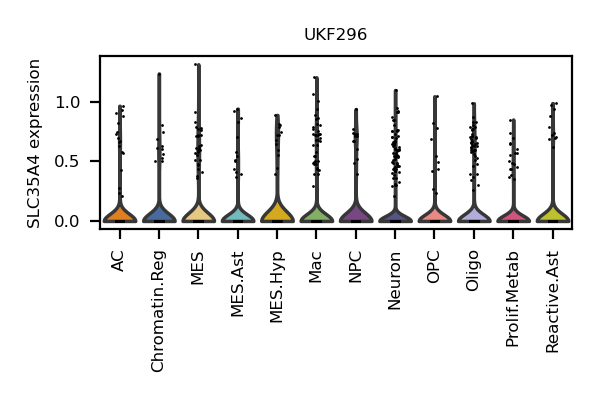 UKF296
SLC35A4 expression
1.0
0.5
0.0
AC
Chromatin.Reg
MES
MES.Ast
MES.Hyp
Mac
NPC
Neuron
OPC
Oligo
Prolif.Metab
Reactive.Ast